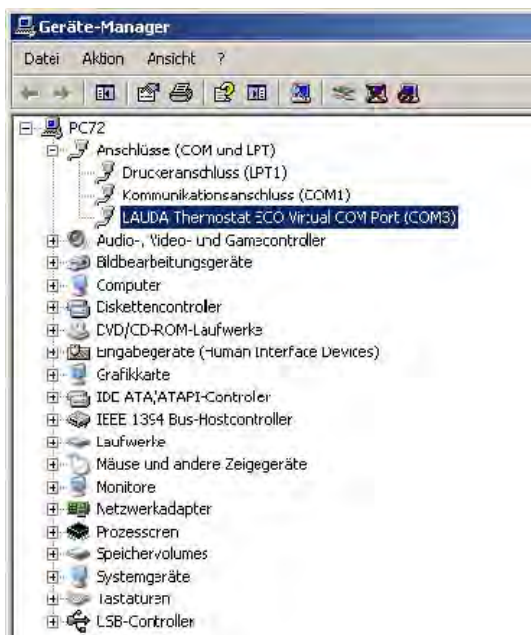 Geräte-Manager
Datei Aktion Ansicht ?
PC72
Anschlüsse (COM und LPT)
Druckeranschluss (LPT1)
Kommunikationsanschluss (COM1)
LAUDA Thermostat ECO Virtual COM Port (COM3)
Audio-, Video- und Gamecontroller
Bildbearbeitungsgeräte
Computer
Diskettencontroller
DVD/CD-ROM-Laufwerke
Eingabegeräte (Human Interface Devices)
Grafikkarte
IDE ATA/ATAPI-Controller
IEEE 1394 Bus-Hostcontroller
Laufwerke
Mäuse und andere Zeigegeräte
Monitore
Netzwerkadapter
Prozessoren
Speichervolumes
Systemgeräte
Tastaturen
USB-Controller